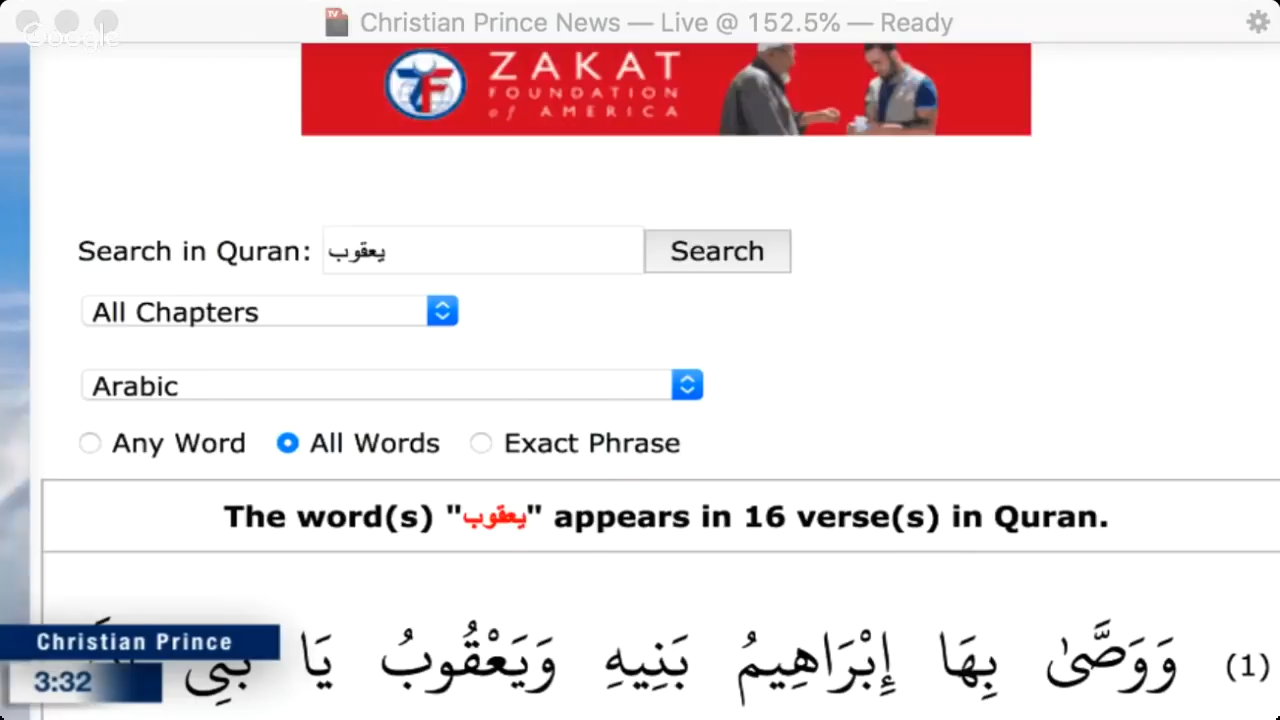 Christian Prince News — Live @ 152.5% — Ready
Google
ZAKAT
FOUNDATION
of AMERICA
Search in Quran: يعقوب Search
All Chapters
Arabic
Any Word All Words Exact Phrase
The word(s) "يعقوب" appears in 16 verse(s) in Quran.
(1) وَوَصَّىٰ بِهَا إِبْرَاهِيمُ بَنِيهِ وَيَعْقُوبُ يَا بَنِي
Christian Prince
3:32